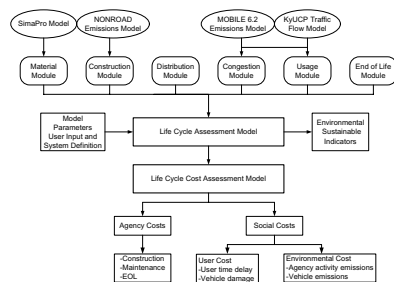 SimaPro Model
NONROAD
Emissions Model
MOBILE 6.2
Emissions Model
KyUCP Traffic
Flow Model
Material
Module
Construction
Module
Distribution
Module
Congestion
Module
Usage
Module
End of Life
Module
Model
Parameters
User Input and
System Definition
Life Cycle Assessment Model
Environmental
Sustainable
Indicators
Life Cycle Cost Assessment Model
Agency Costs
Social Costs
-Construction
-Maintenance
-EOL
User Cost
-User time delay
-Vehicle damage
Environmental Cost
-Agency activity emissions
-Vehicle emissions